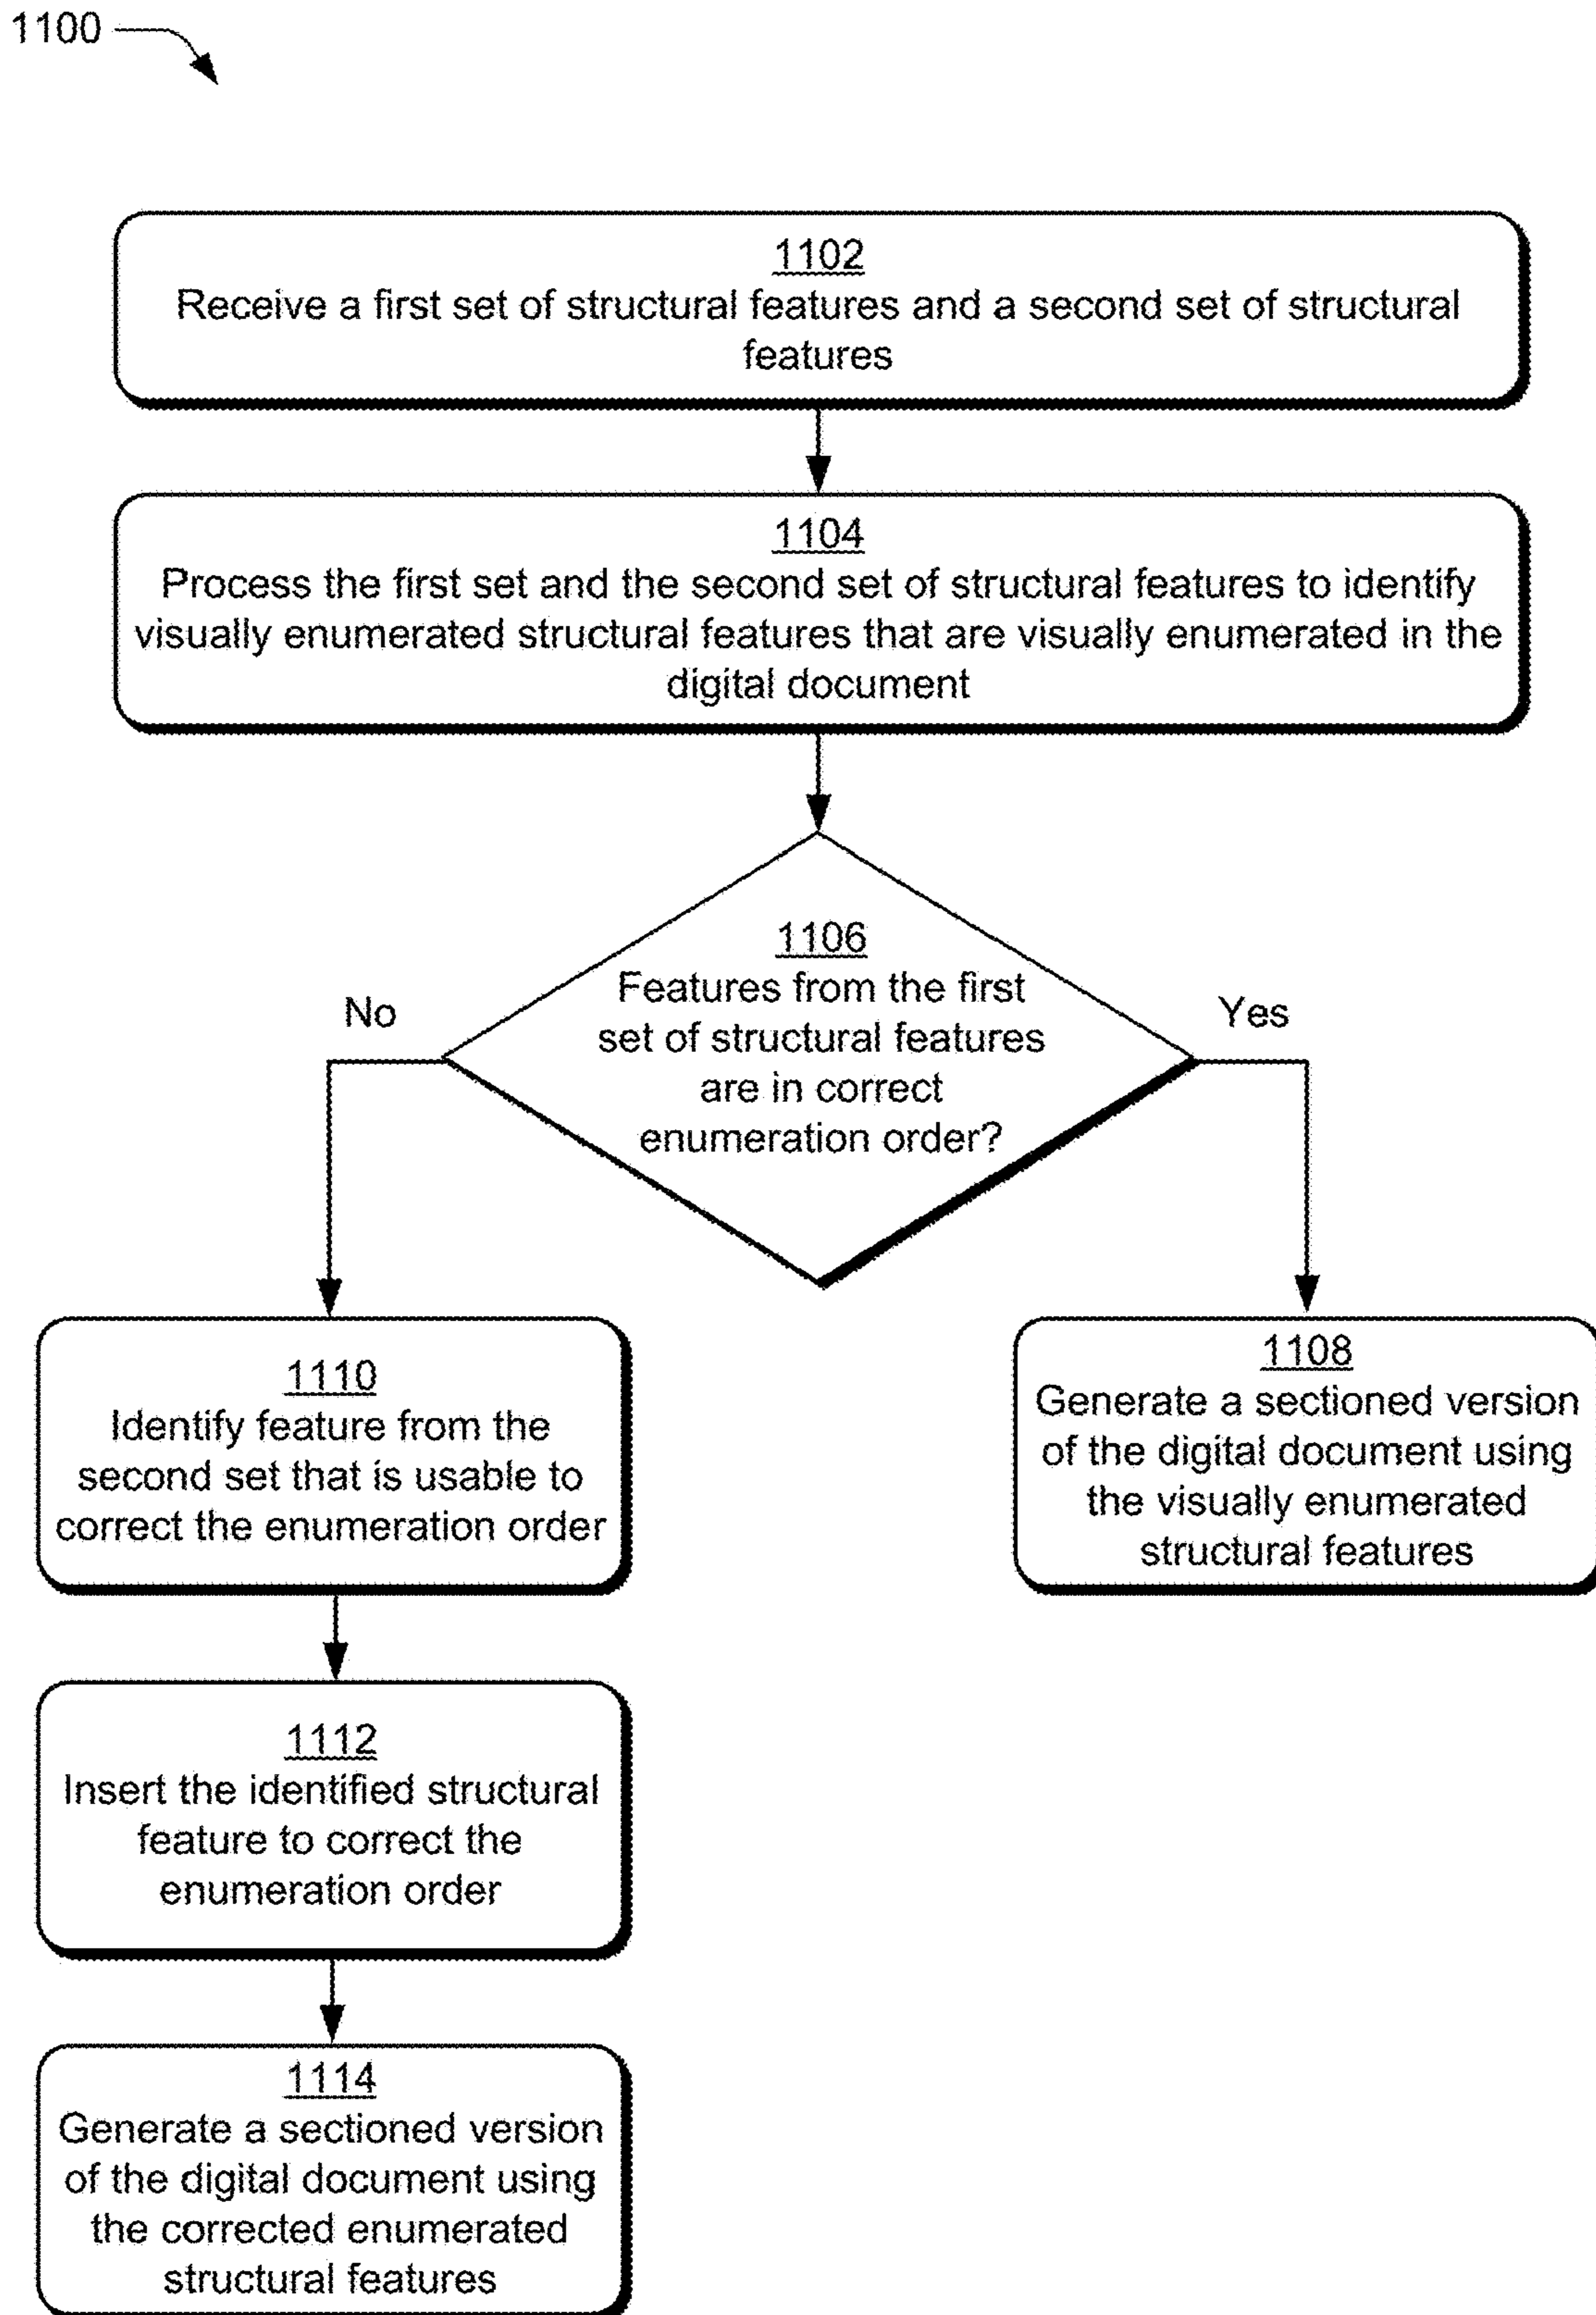 1100
1102
Receive a first set of structural features and a second set of structural
features
1104
Process the first set and the second set of structural features to identify
visually enumerated structural features that are visually enumerated in the
digital document
1106
Features from the first
set of structural features
are in correct
enumeration order?
No
Yes
1110
Identify feature from the
second set that is usable to
correct the enumeration order
1108
Generate a sectioned version
of the digital document using
the visually enumerated
structural features
1112
Insert the identified structural
feature to correct the
enumeration order
1114
Generate a sectioned version
of the digital document using
the corrected enumerated
structural features